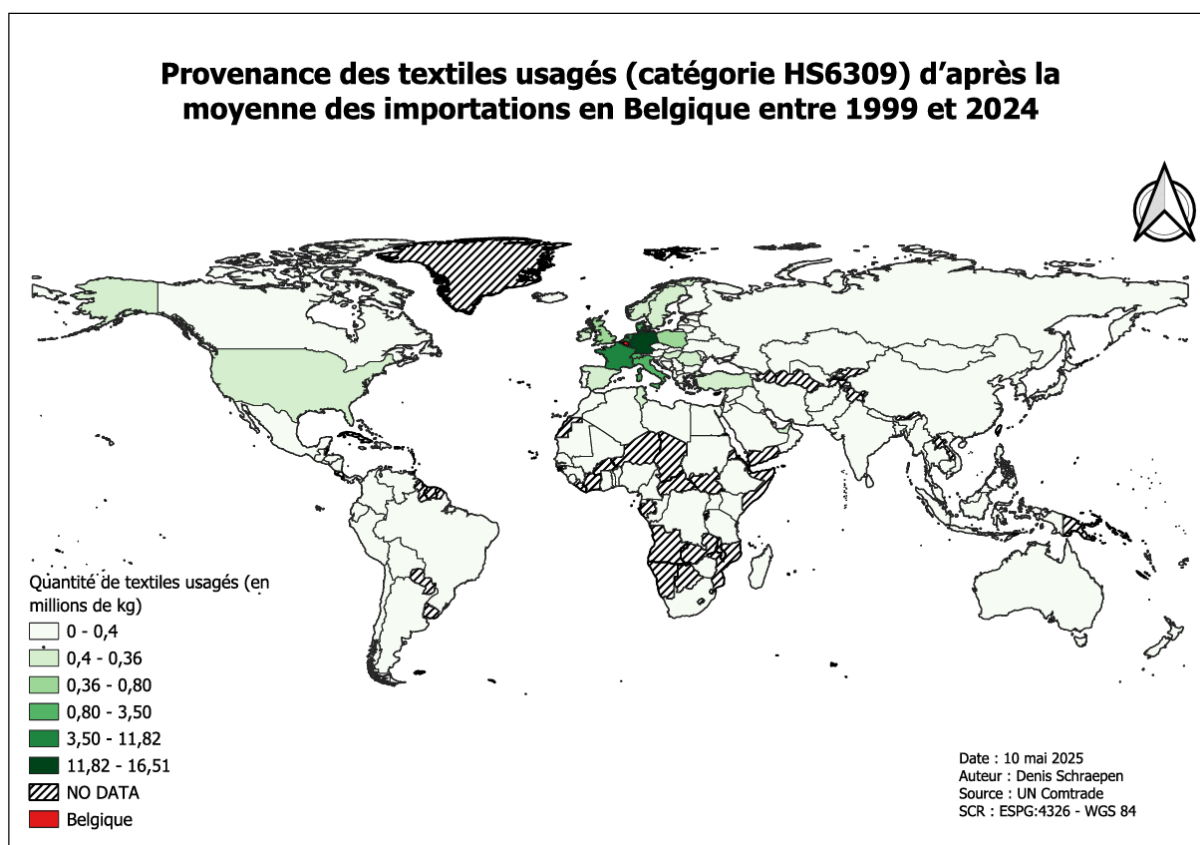 Provenance des textiles usagés (catégorie HS6309) d'après la
moyenne des importations en Belgique entre 1999 et 2024
Quantité de textiles usagés (en
millions de kg)
0 - 0,4
0,4 - 0,36
0,36 - 0,80
0,80 - 3,50
3,50 - 11,82
11,82 - 16,51
NO DATA
Belgique
Date : 10 mai 2025
Auteur : Denis Schraepen
Source : UN Comtrade
SCR : ESPG:4326 - WGS 84